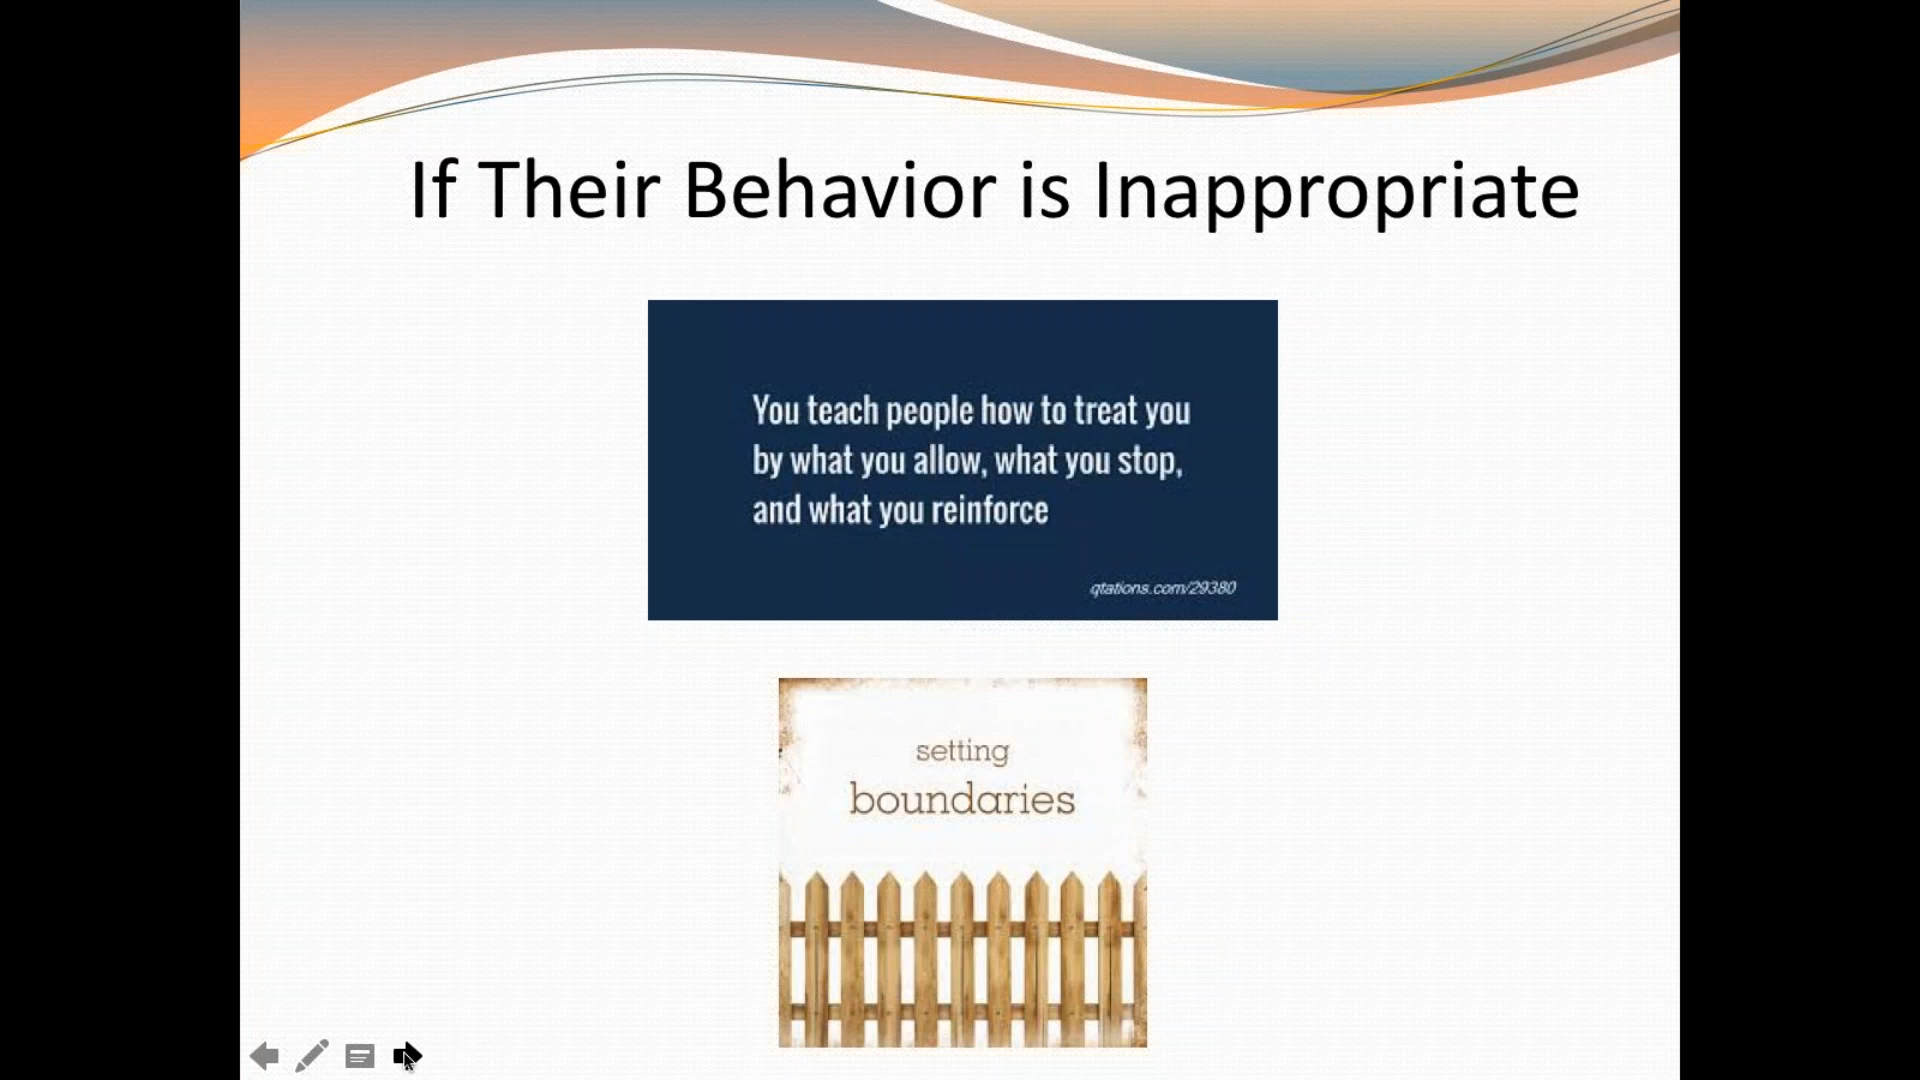 If Their Behavior is Inappropriate
You teach people how to treat you
by what you allow, what you stop,
and what you reinforce
qtations.com/29380
setting
boundaries